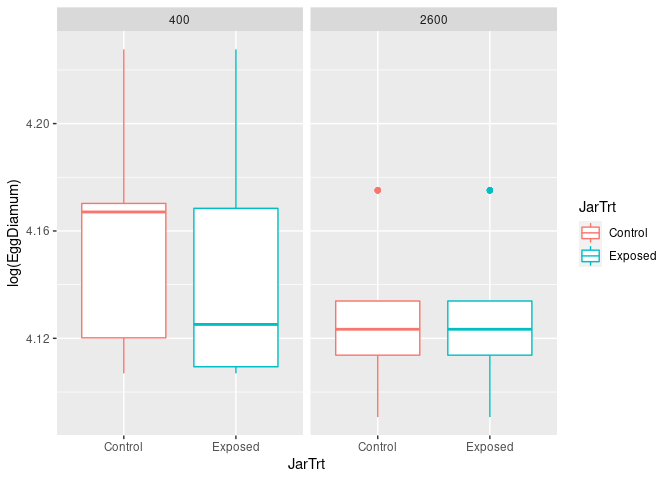 400
2600
log(EggDiamum)
4.20
4.16
4.12
Control
Exposed
Control
Exposed
JarTrt
JarTrt
Control
Exposed